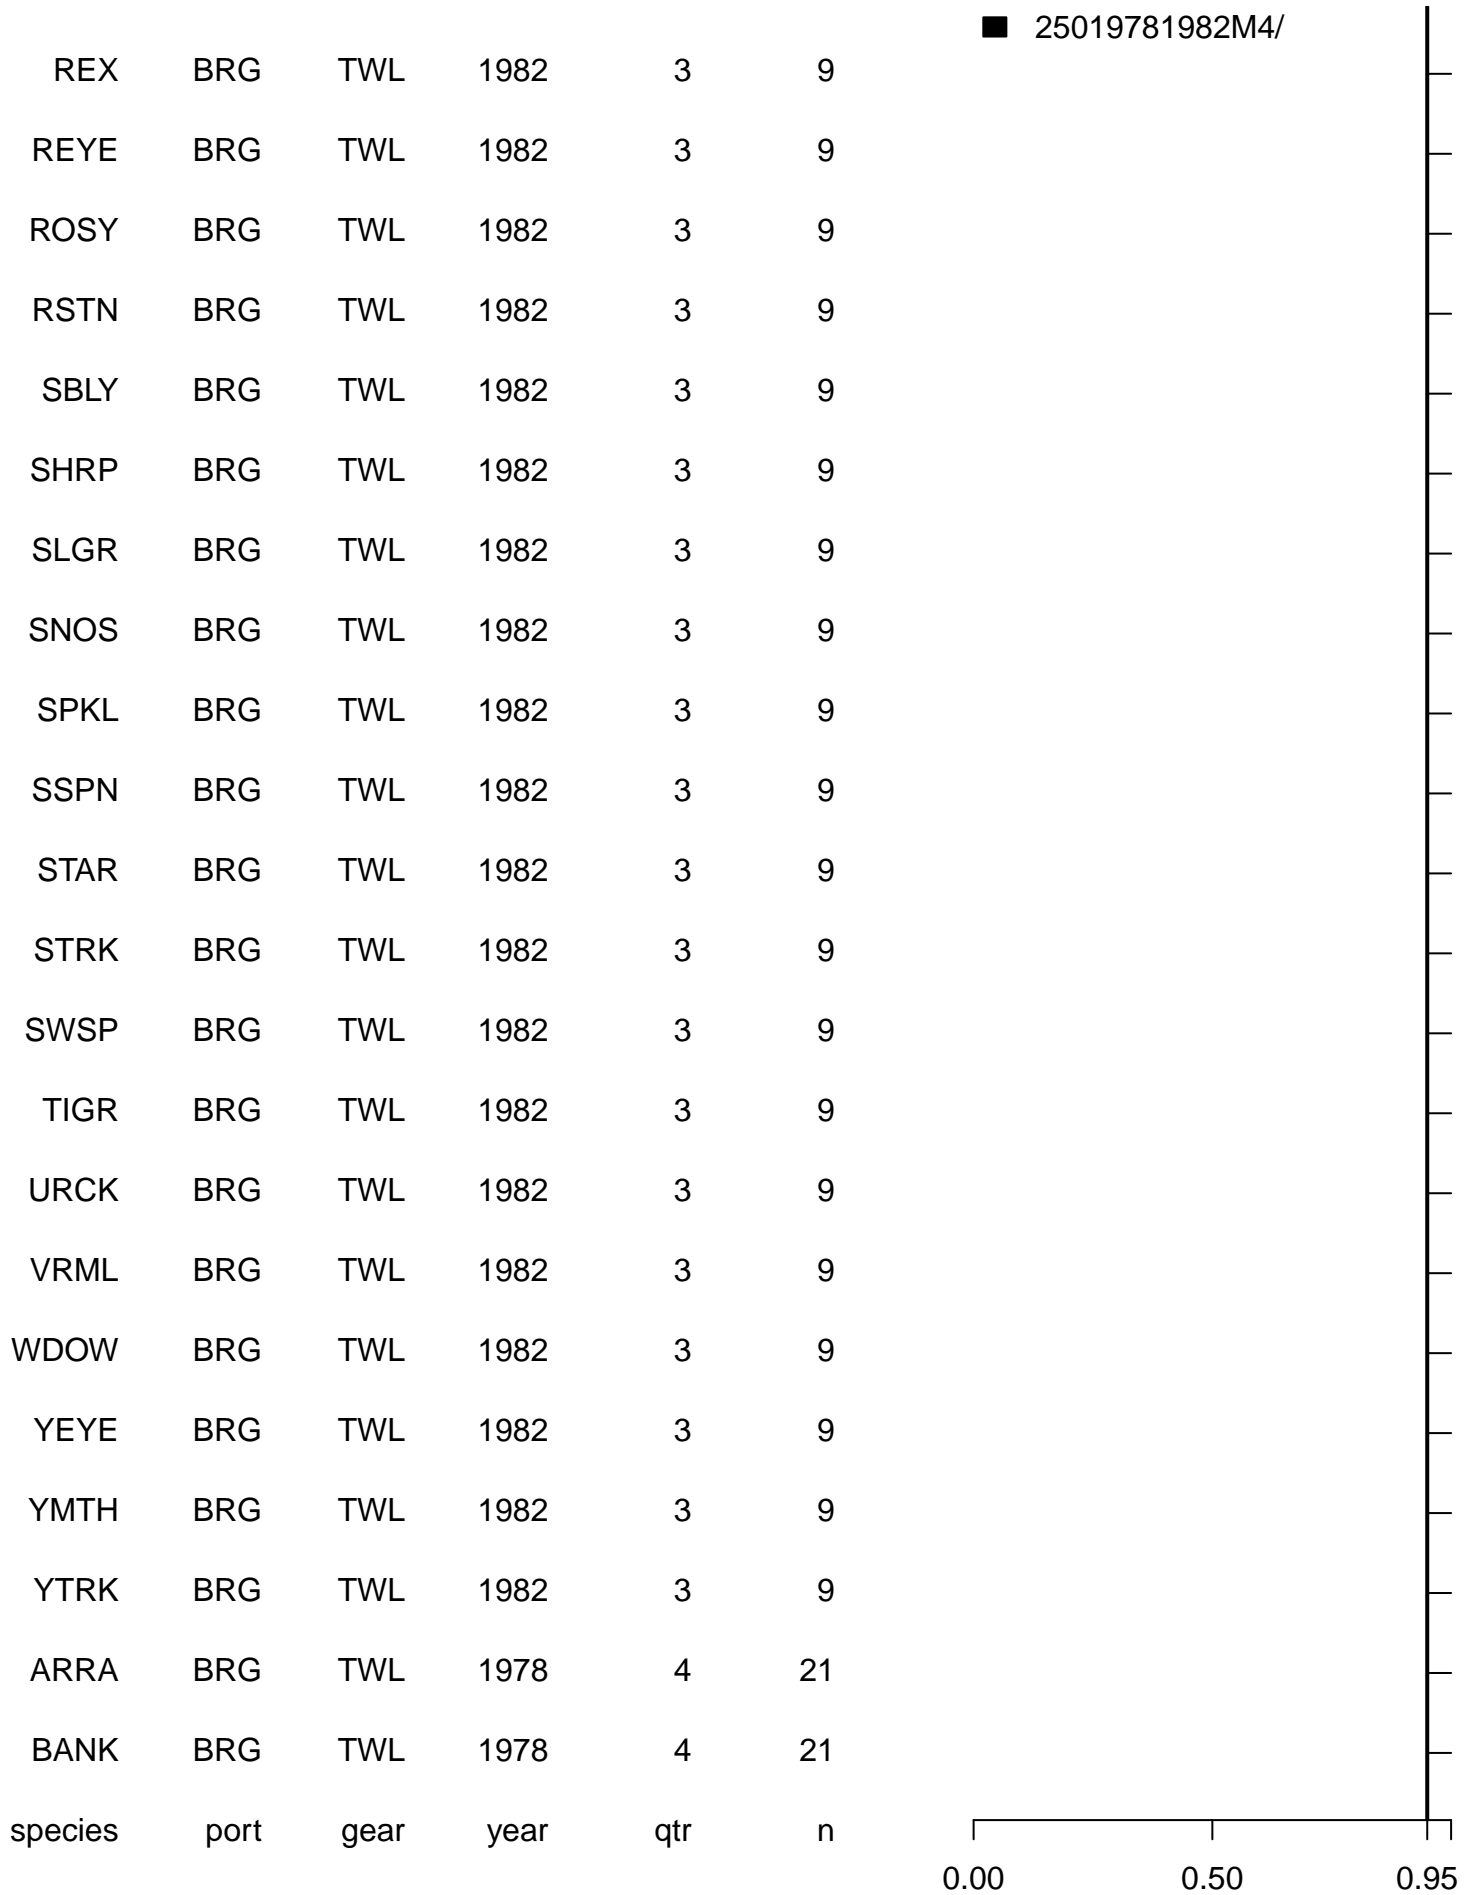 25019781982M4/
REX BRG TWL 1982 3 9
REYE BRG TWL 1982 3 9
ROSY BRG TWL 1982 3 9
RSTN BRG TWL 1982 3 9
SBLY BRG TWL 1982 3 9
SHRP BRG TWL 1982 3 9
SLGR BRG TWL 1982 3 9
SNOS BRG TWL 1982 3 9
SPKL BRG TWL 1982 3 9
SSPN BRG TWL 1982 3 9
STAR BRG TWL 1982 3 9
STRK BRG TWL 1982 3 9
SWSP BRG TWL 1982 3 9
TIGR BRG TWL 1982 3 9
URCK BRG TWL 1982 3 9
VRML BRG TWL 1982 3 9
WDOW BRG TWL 1982 3 9
YEYE BRG TWL 1982 3 9
YMTH BRG TWL 1982 3 9
YTRK BRG TWL 1982 3 9
ARRA BRG TWL 1978 4 21
BANK BRG TWL 1978 4 21
species port gear year qtr n
0.00 0.50 0.95